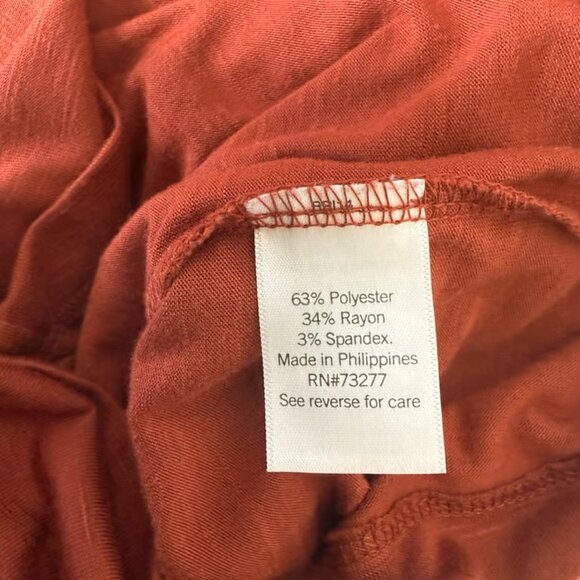 63% Polyester
34% Rayon
3% Spandex.
Made in Philippines
RN#73277
See reverse for care